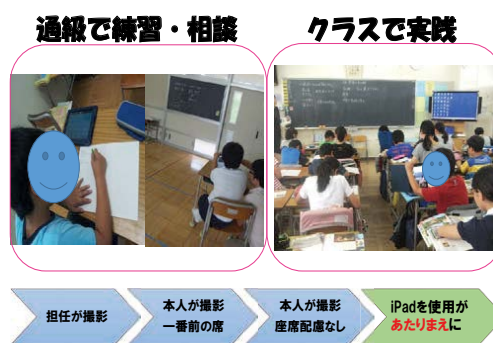 通級で練習・相談
クラスで実践
担任が撮影
本人が撮影
一番前の席
本人が撮影
座席配慮なし
iPadを使用が
あたりまえに